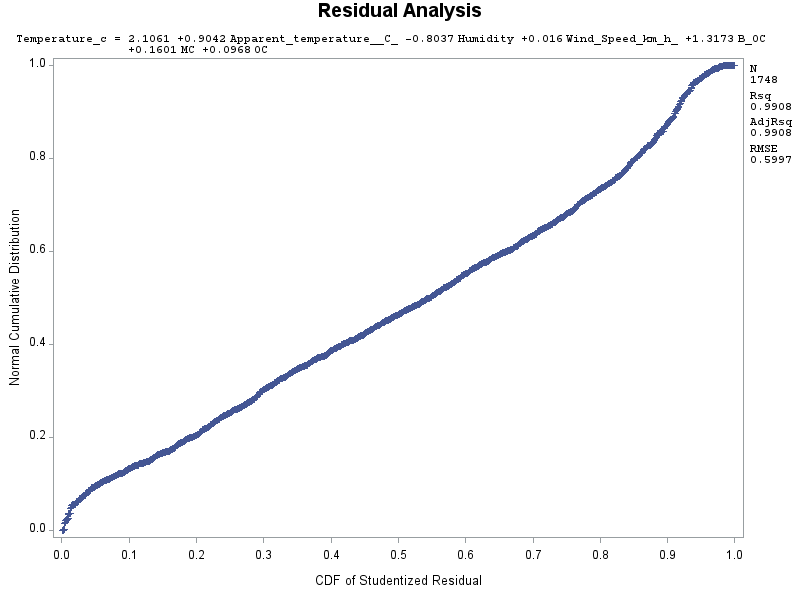 Residual Analysis
Temperature_c = 2.1061 +0.9042 Apparent_temperature__C_ -0.8037 Humidity +0.016 Wind_Speed_km_h_ +1.3173 B_OC
+0.1601 MC +0.0968 OC
N
1748
Rsq
0.9908
AdjRsq
0.9908
RMSE
0.5997
1.0
0.8
0.6
0.4
0.2
0.0
Normal Cumulative Distribution
0.0 0.1 0.2 0.3 0.4 0.5 0.6 0.7 0.8 0.9 1.0
CDF of Studentized Residual